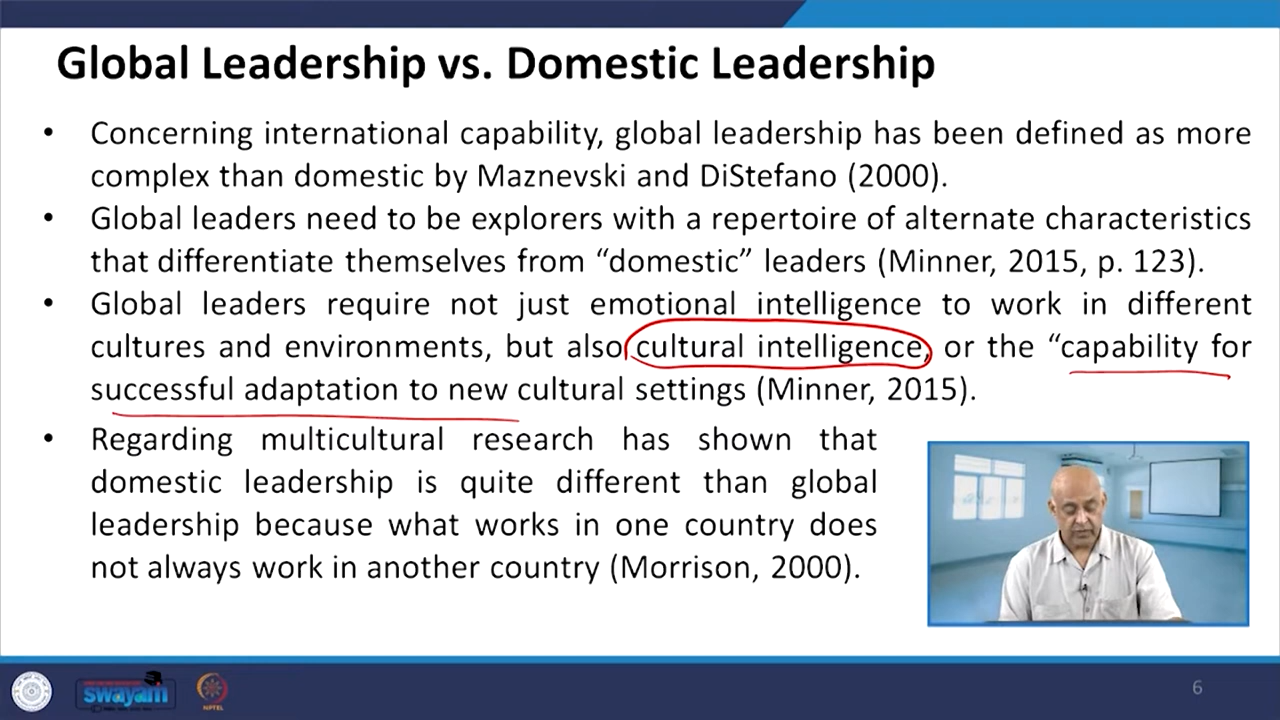 Global Leadership vs. Domestic Leadership
• Concerning international capability, global leadership has been defined as more
complex than domestic by Maznevski and DiStefano (2000).
• Global leaders need to be explorers with a repertoire of alternate characteristics
that differentiate themselves from “domestic” leaders (Minner, 2015, p. 123).
• Global leaders require not just emotional intelligence to work in different
cultures and environments, but also cultural intelligence, or the “capability for
successful adaptation to new cultural settings (Minner, 2015).
• Regarding multicultural research has shown that
domestic leadership is quite different than global
leadership because what works in one country does
not always work in another country (Morrison, 2000).
swayam
NPTEL
6